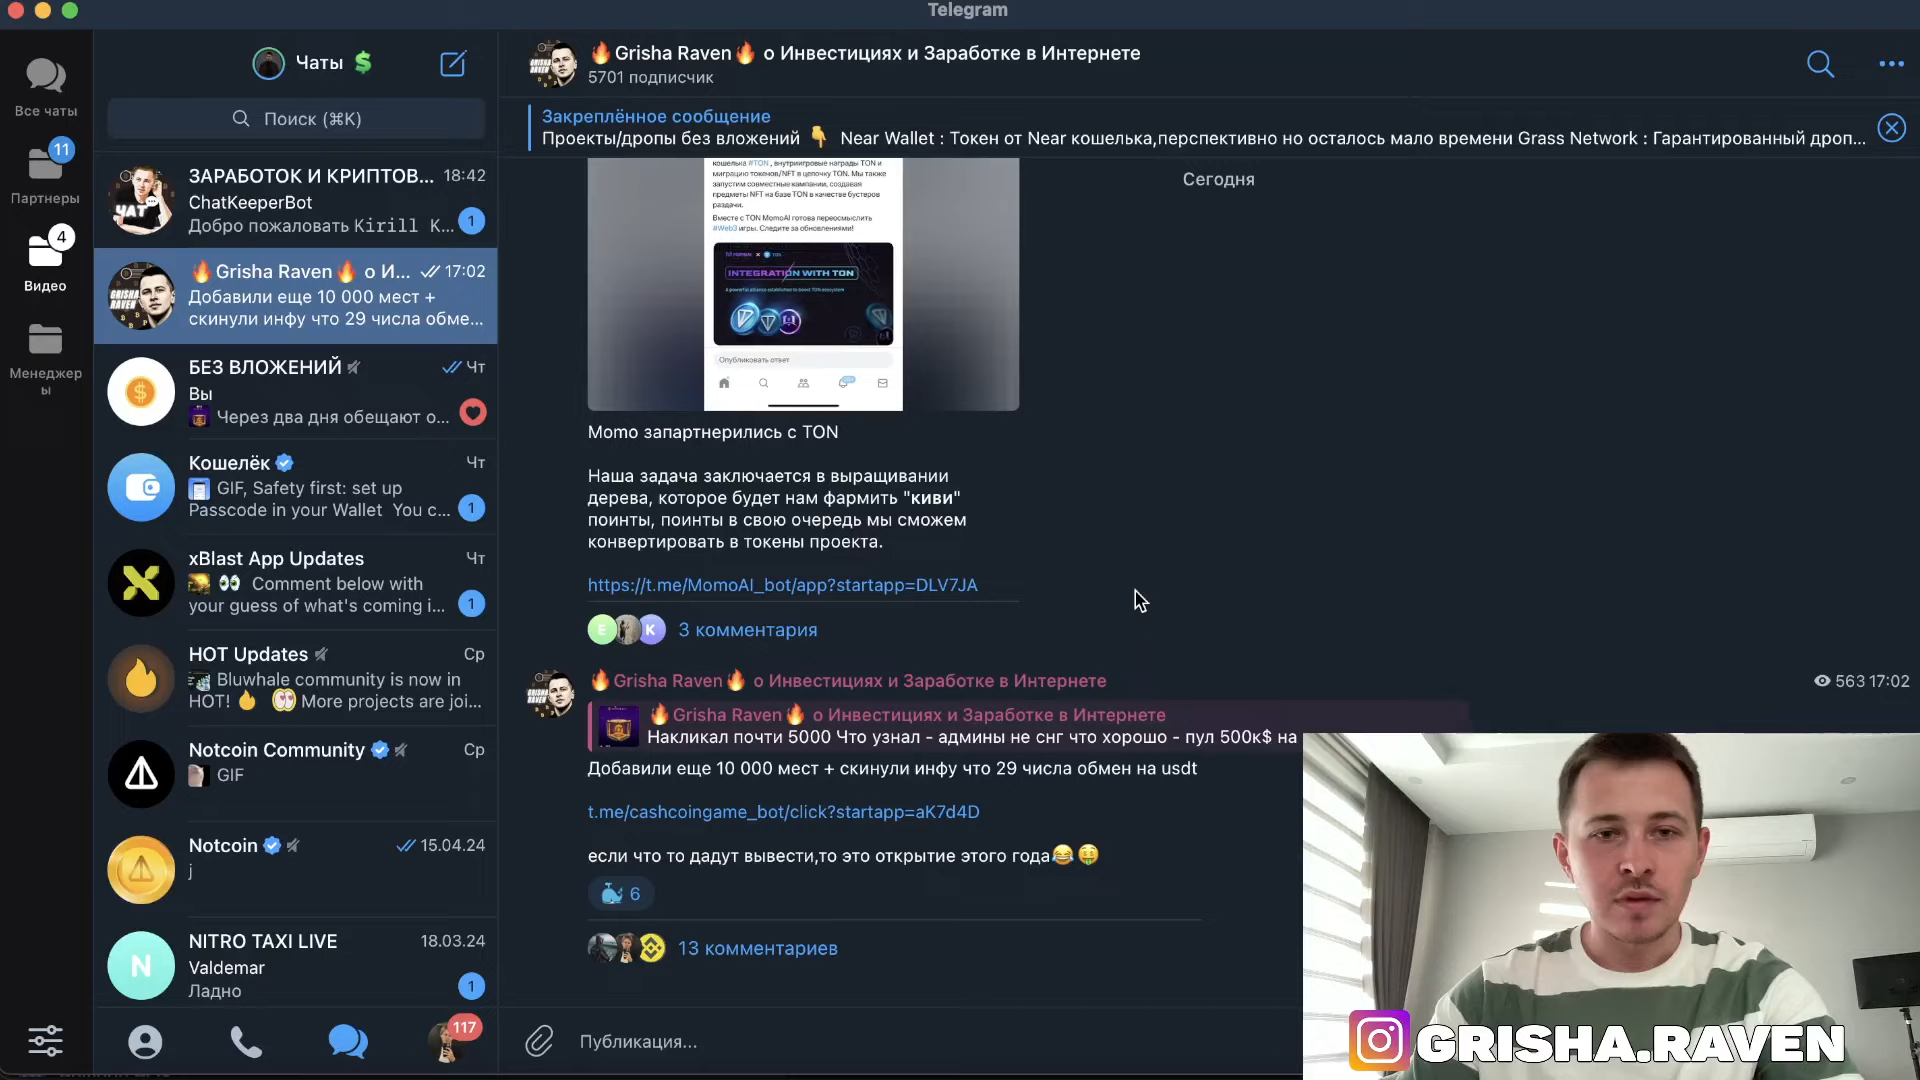 Telegram
Все чаты
11
Партнеры
4
Видео
Менеджер
ы
Чаты
Поиск (⌘K)
ЗАРАБОТОК И КРИПТОВ... 18:42
ChatKeeperBot
Добро пожаловать Kirill K... 1
🔥Grisha Raven🔥 о И... 17:02
Добавили еще 10 000 мест +
скинули инфу что 29 числа обме...
БЕЗ ВЛОЖЕНИЙ Чт
Вы
Через два дня обещают о...
Кошелёк Чт
GIF, Safety first: set up
Passcode in your Wallet You c... 1
xBlast App Updates Чт
👀 Comment below with
your guess of what's coming i... 1
HOT Updates Ср
Bluwhale community is now in
HOT! 🔥 👀 More projects are joi...
Notcoin Community Ср
GIF
Notcoin 15.04.24
j
N
NITRO TAXI LIVE 18.03.24
Valdemar
Ладно 1
117
🔥Grisha Raven🔥 о Инвестициях и Заработке в Интернете
5701 подписчик
Закреплённое сообщение
Проекты/дропы без вложений 👇 Near Wallet : Токен от Near кошелька,перспективно но осталось мало времени Grass Network : Гарантированный дроп...
Сегодня
кошелька #TON , внутриигровые награды TON и
миграцию токенов/NFT в цепочку TON. Мы также
запустим совместные кампании, создавая
предметы NFT на базе TON в качестве бустеров
раздачи.
Вместе с TON MomoAI готова переосмыслить
#Web3 игры. Следите за обновлениями!
INTEGRATION WITH TON
A powerful alliance established to boost TON ecosystem
Опубликовать ответ
Momo запартнерились с TON
Наша задача заключается в выращивании
дерева, которое будет нам фармить "киви"
поинты, поинты в свою очередь мы сможем
конвертировать в токены проекта.
https://t.me/MomoAI_bot/app?startapp=DLV7JA
E K 3 комментария
🔥Grisha Raven🔥 о Инвестициях и Заработке в Интернете 563 17:02
🔥Grisha Raven🔥 о Инвестициях и Заработке в Интернете
Накликал почти 5000 Что узнал - админы не снг что хорошо - пул 500к$ на
Добавили еще 10 000 мест + скинули инфу что 29 числа обмен на usdt
t.me/cashcoingame_bot/click?startapp=aK7d4D
если что то дадут вывести,то это открытие этого года😂🤑
🐳 6
13 комментариев
Публикация...
GRISHA.RAVEN